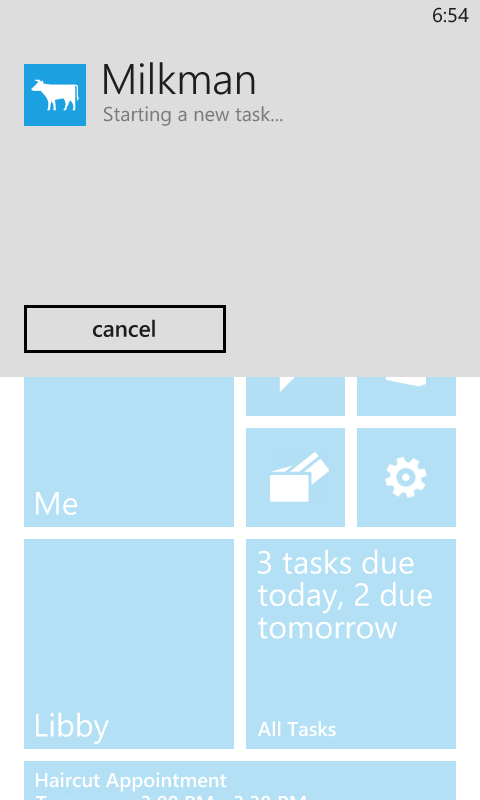 6:54
Milkman
Starting a new task...
cancel
Me
3 tasks due
today, 2 due
tomorrow
Libby
All Tasks
Haircut Appointment